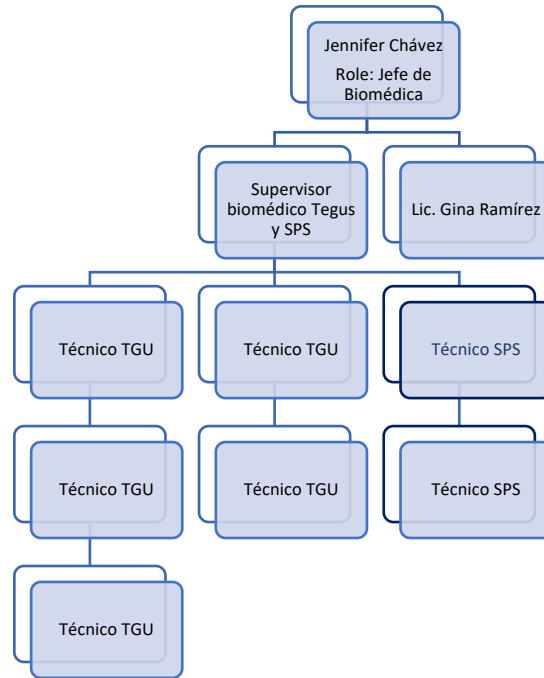 Jennifer Chávez
Role: Jefe de
Biomédica
Supervisor
biomédico Tegus
y SPS
Lic. Gina Ramírez
Técnico TGU
Técnico TGU
Técnico SPS
Técnico TGU
Técnico TGU
Técnico SPS
Técnico TGU